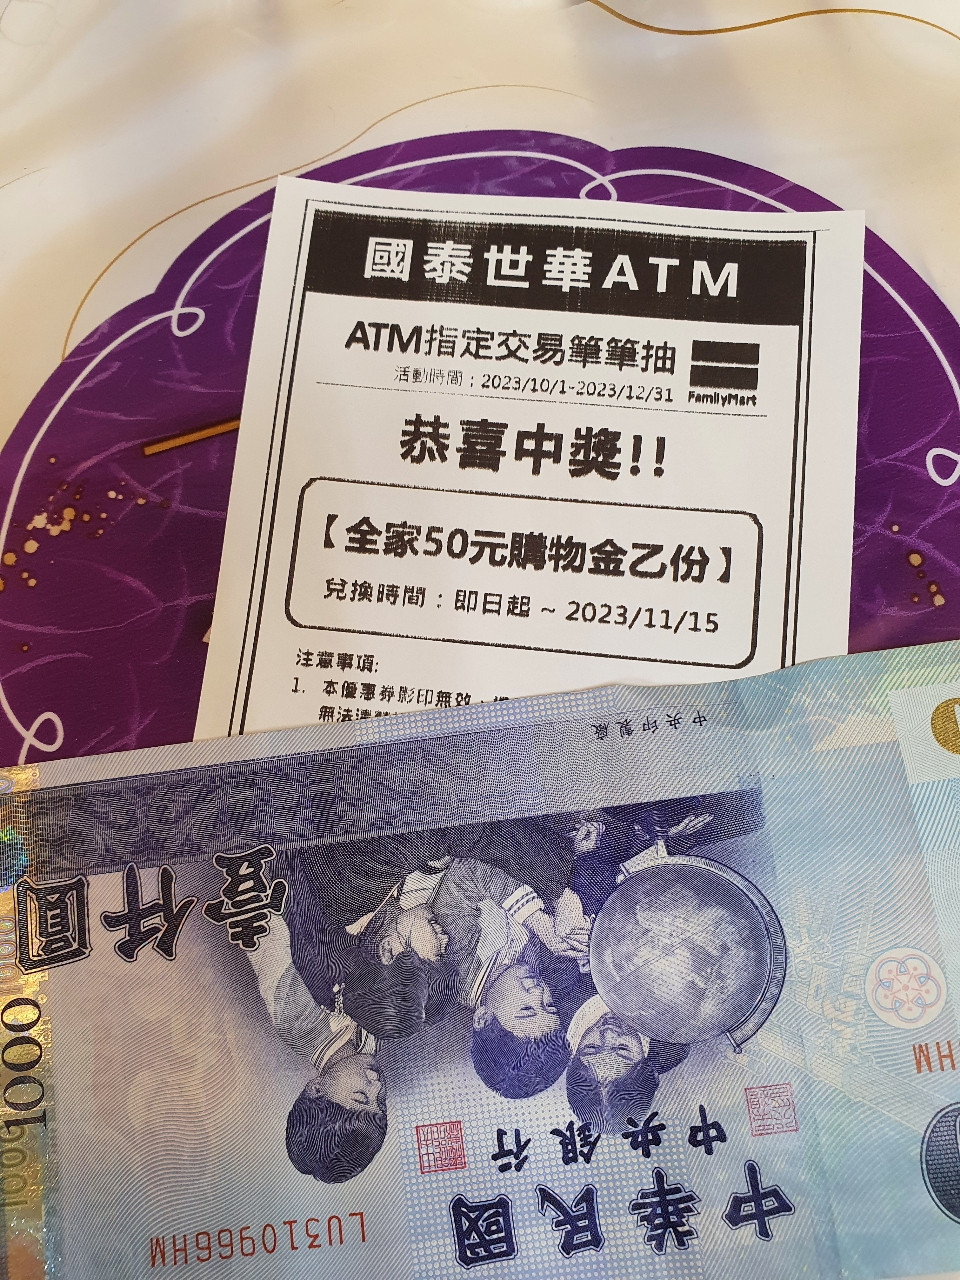 國泰世華ATM
ATM指定交易筆筆抽
活動時間：2023/10/1~2023/12/31
FamilyMart
恭喜中獎!!
【全家50元購物金乙份】
兌換時間：即日起 ~ 2023/11/15
注意事項:
1. 本優惠券影印無效，
無法
中央印製廠
壹仟圓
1000
中央銀行
中華民國
LU310966HM
HM